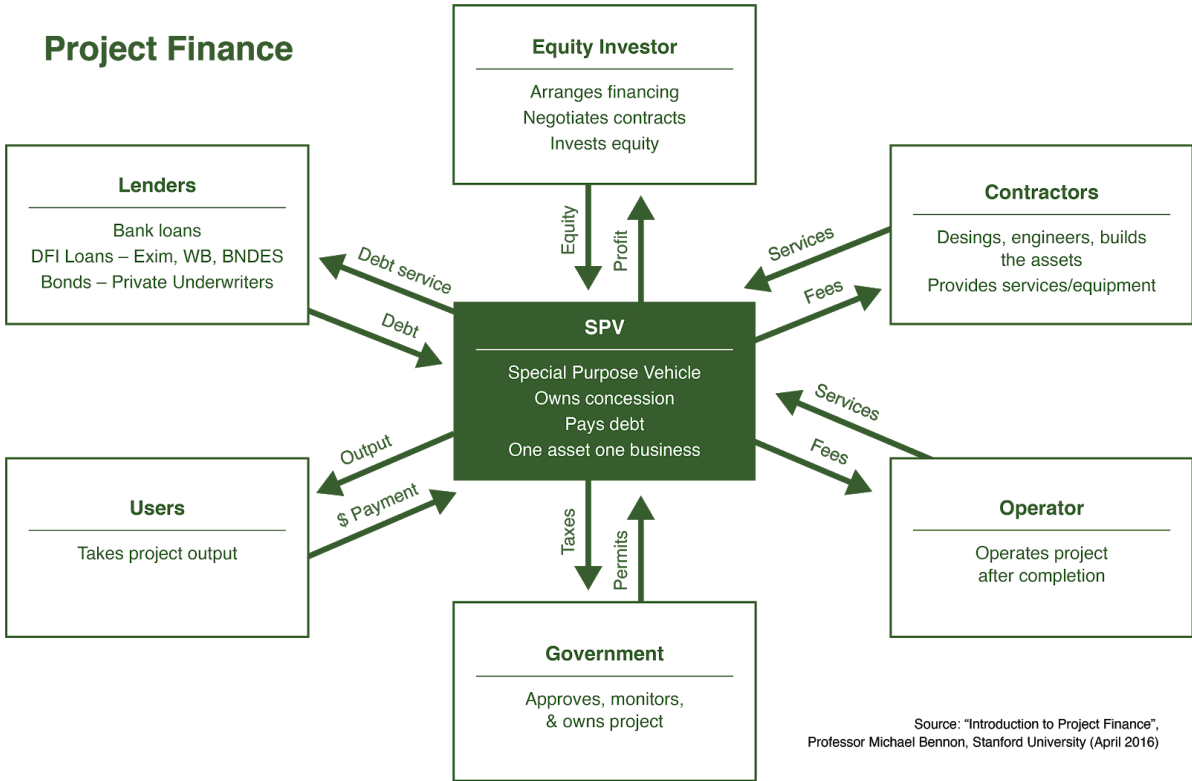 Project Finance
Equity Investor
Arranges financing
Negotiates contracts
Invests equity
Lenders
Bank loans
DFI Loans – Exim, WB, BNDES
Bonds – Private Underwriters
Contractors
Desings, engineers, builds
the assets
Provides services/equipment
Equity
Profit
Debt service
Debt
Services
Fees
SPV
Special Purpose Vehicle
Owns concession
Pays debt
One asset one business
Output
$ Payment
Services
Fees
Users
Takes project output
Taxes
Permits
Operator
Operates project
after completion
Government
Approves, monitors,
& owns project
Source: “Introduction to Project Finance”,
Professor Michael Bennon, Stanford University (April 2016)